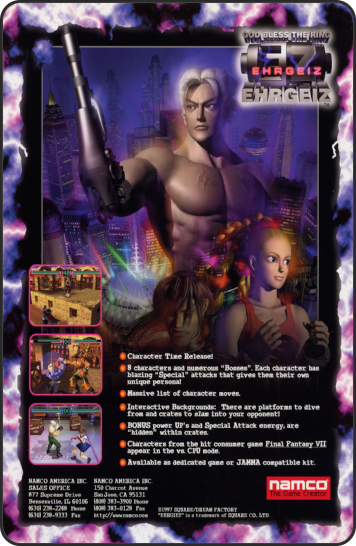 GOD BLESS THE RING
EHRGEIZ
EHRGEIZ
Character Time Release!
8 characters and numerous "Bosses". Each character has
blazing "Special" attacks that gives them their own
unique persona!
Massive list of character moves.
Interactive Backgrounds: There are platforms to dive
from and crates to slam into your opponent!
BONUS power UP's and Special Attack energy, are
"hidden" within crates.
Characters from the hit consumer game Final Fantasy VII
appear in the vs. CPU mode.
Available as dedicated game or JAMMA compatible kit.
NAMCO AMERICA INC.
SALES OFFICE
877 Supreme Drive
Bensenville, IL 60106
(630) 238-2200 Phone
(630) 238-9333 Fax
NAMCO AMERICA INC.
150 Charcot Avenue
San Jose, CA 95131
(408) 383-3900 Phone
(408) 383-0128 Fax
http://www.namco.com
©1997 SQUARE/DREAM FACTORY
"EHRGEIZ" is a trademark of SQUARE CO. LTD.
namco
The Game Creator